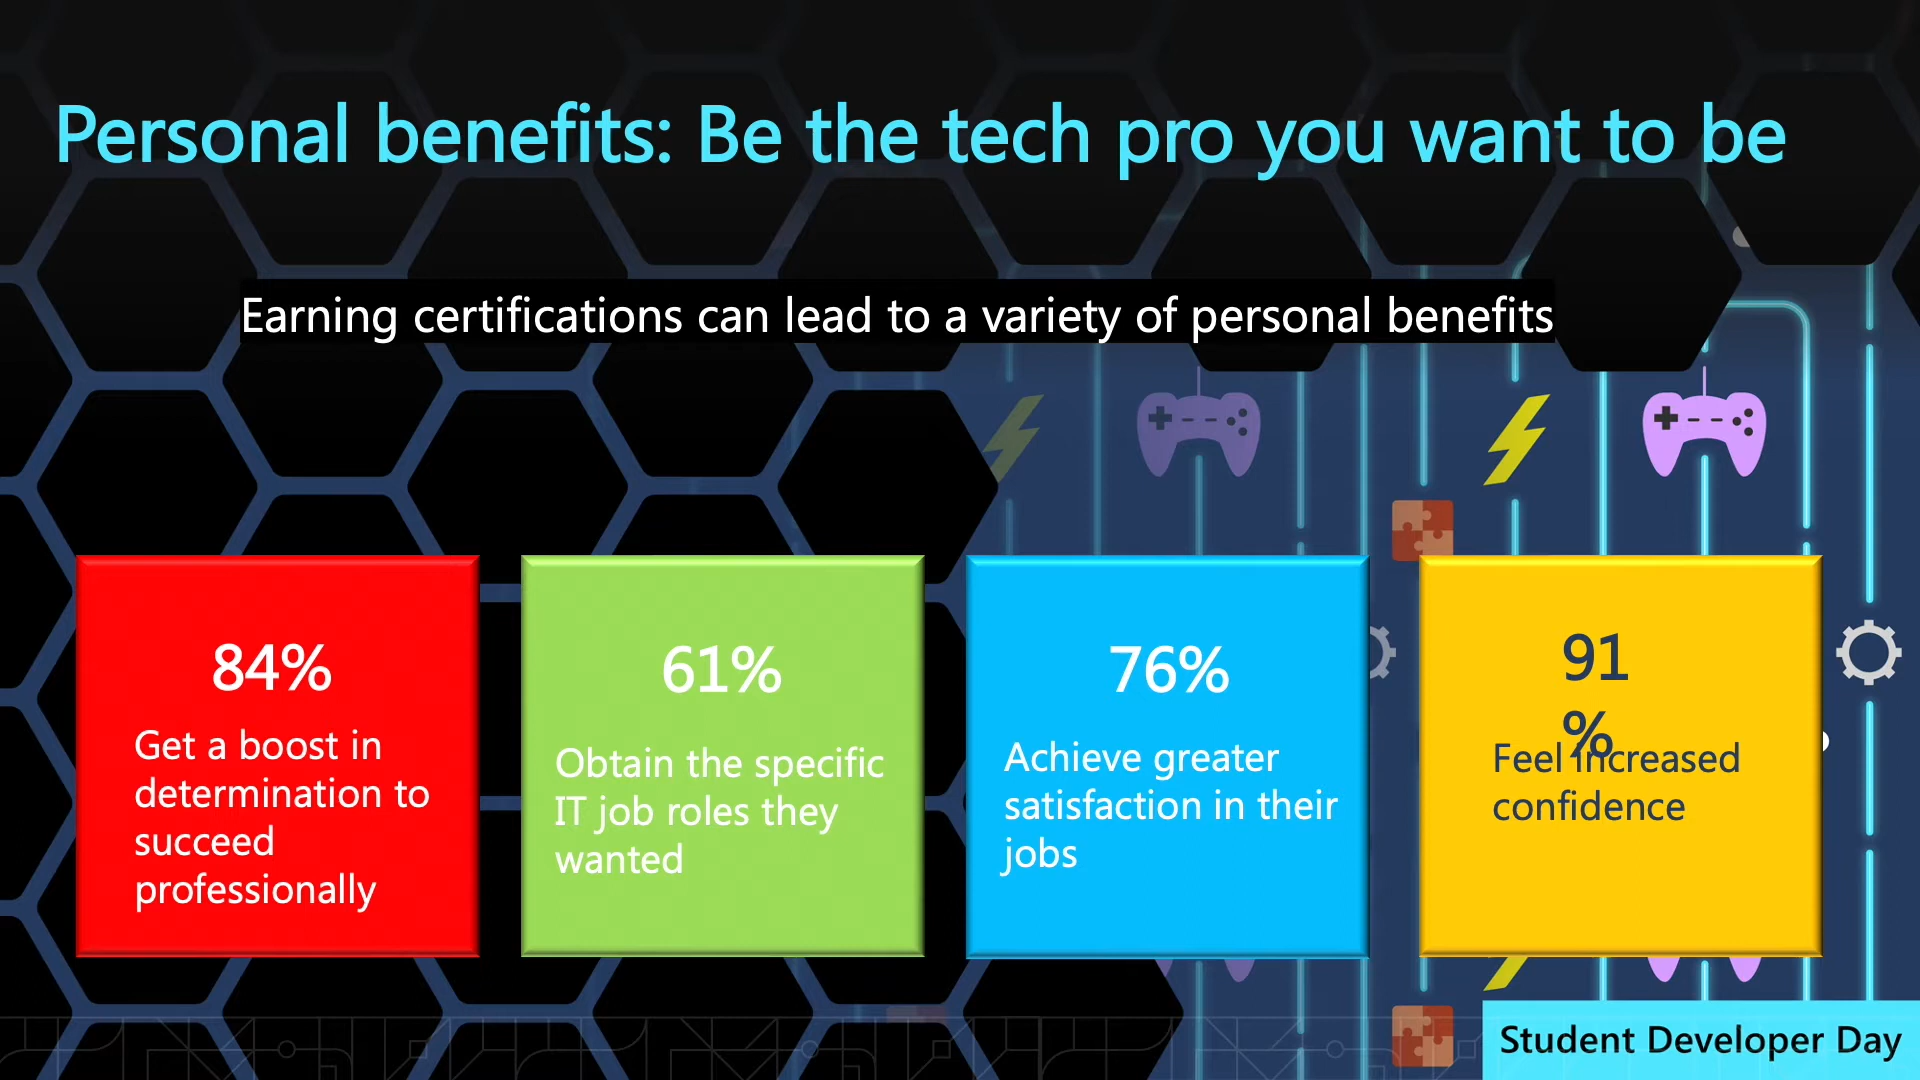 Personal benefits: Be the tech pro you want to be
Earning certifications can lead to a variety of personal benefits
84%
Get a boost in
determination to
succeed
professionally
61%
Obtain the specific
IT job roles they
wanted
76%
Achieve greater
satisfaction in their
jobs
91
%
Feel increased
confidence
Student Developer Day